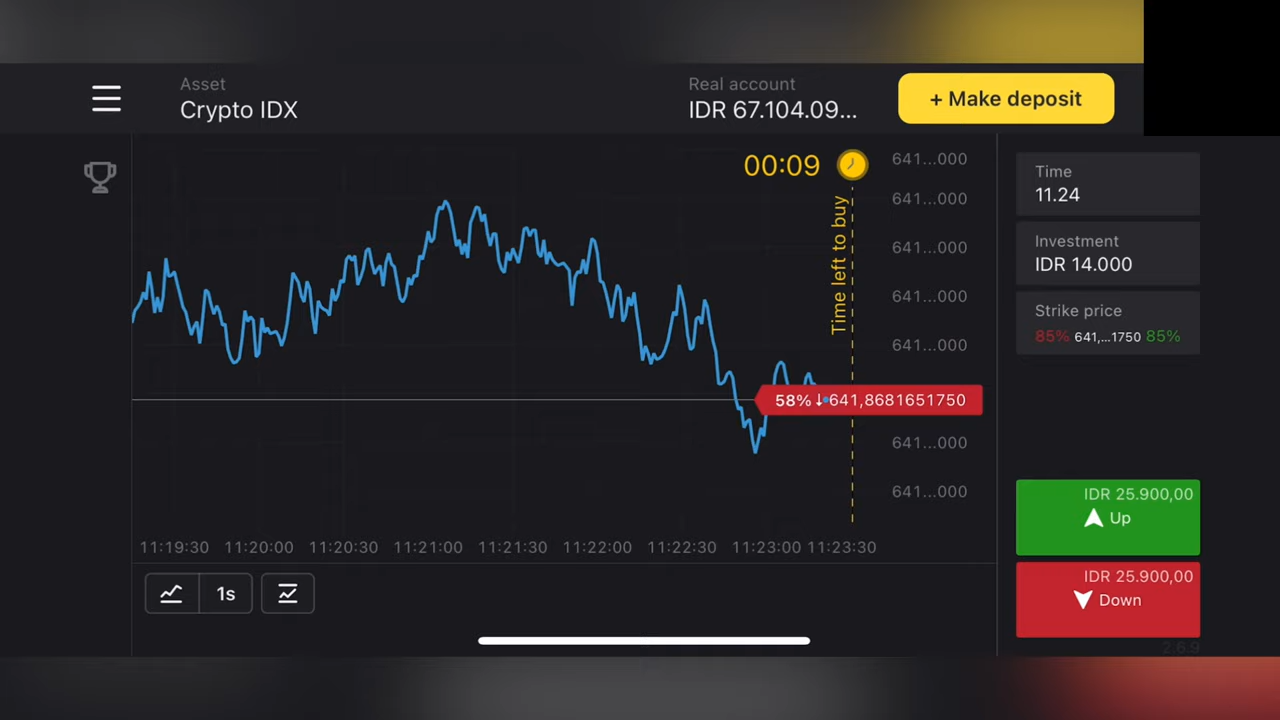 Asset
Crypto IDX
Real account
IDR 67.104.09...
+ Make deposit
00:09
Time left to buy
641...000
641...000
641...000
641...000
641...000
58%↓641,8681651750
641...000
641...000
11:19:30 11:20:00 11:20:30 11:21:00 11:21:30 11:22:00 11:22:30 11:23:00 11:23:30
1s
Time
11.24
Investment
IDR 14.000
Strike price
85% 641,...1750 85%
IDR 25.900,00
Up
IDR 25.900,00
Down
2.6.9